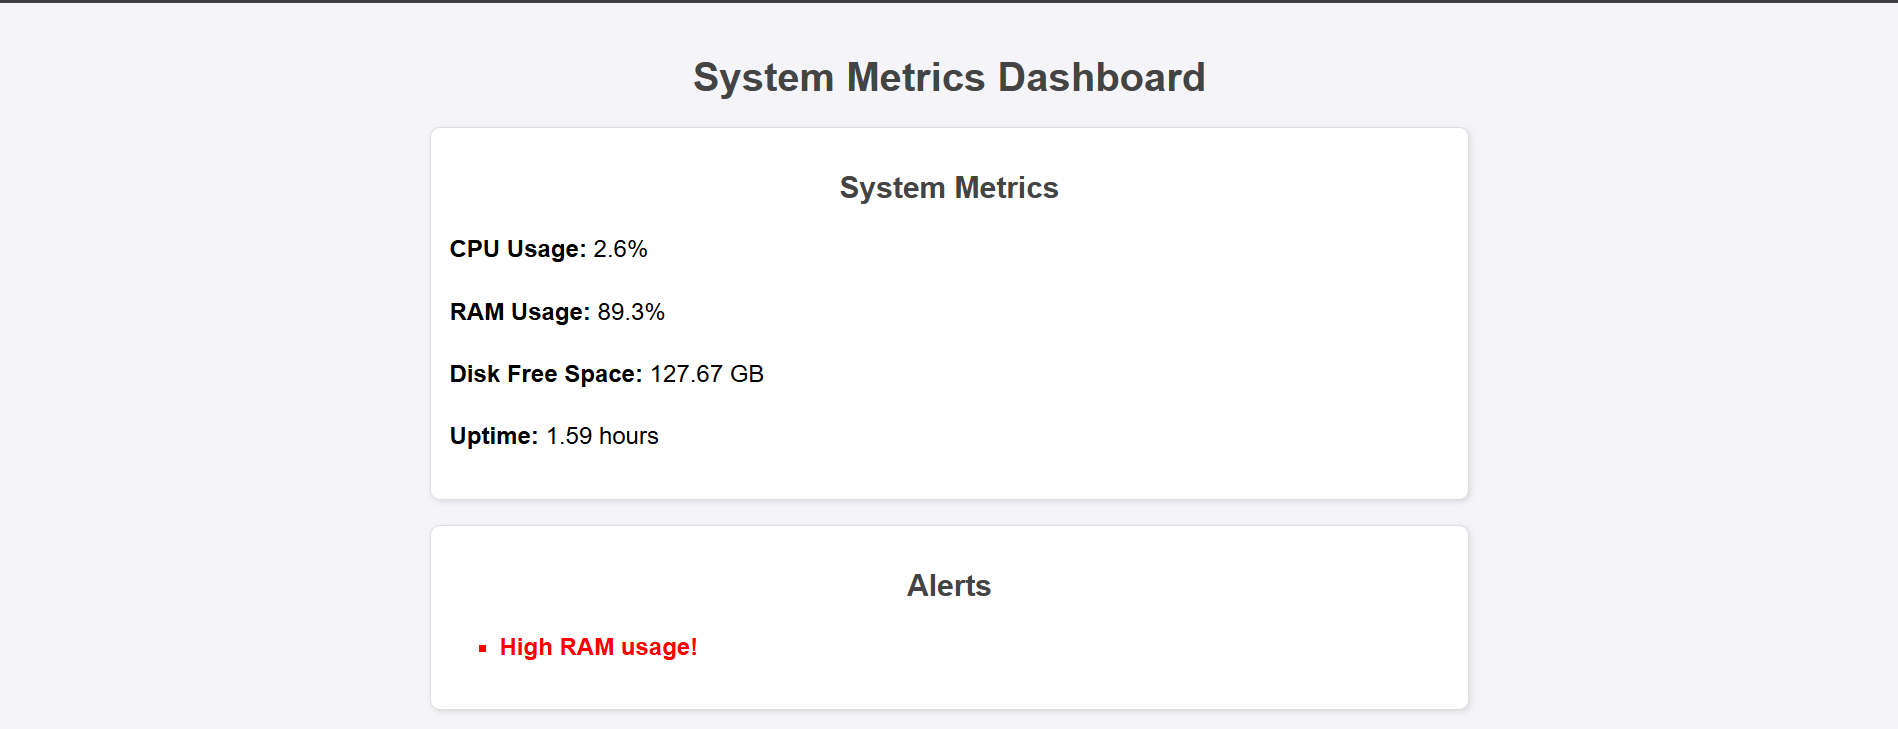 System Metrics Dashboard
System Metrics
CPU Usage: 2.6%
RAM Usage: 89.3%
Disk Free Space: 127.67 GB
Uptime: 1.59 hours
Alerts
High RAM usage!